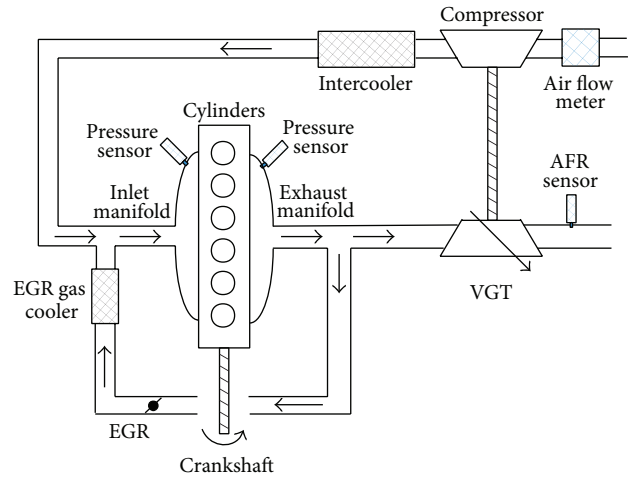 Compressor
Intercooler
Air flow
meter
Cylinders
Pressure
sensor
Pressure
sensor
AFR
sensor
Inlet
manifold
Exhaust
manifold
EGR gas
cooler
VGT
EGR
Crankshaft